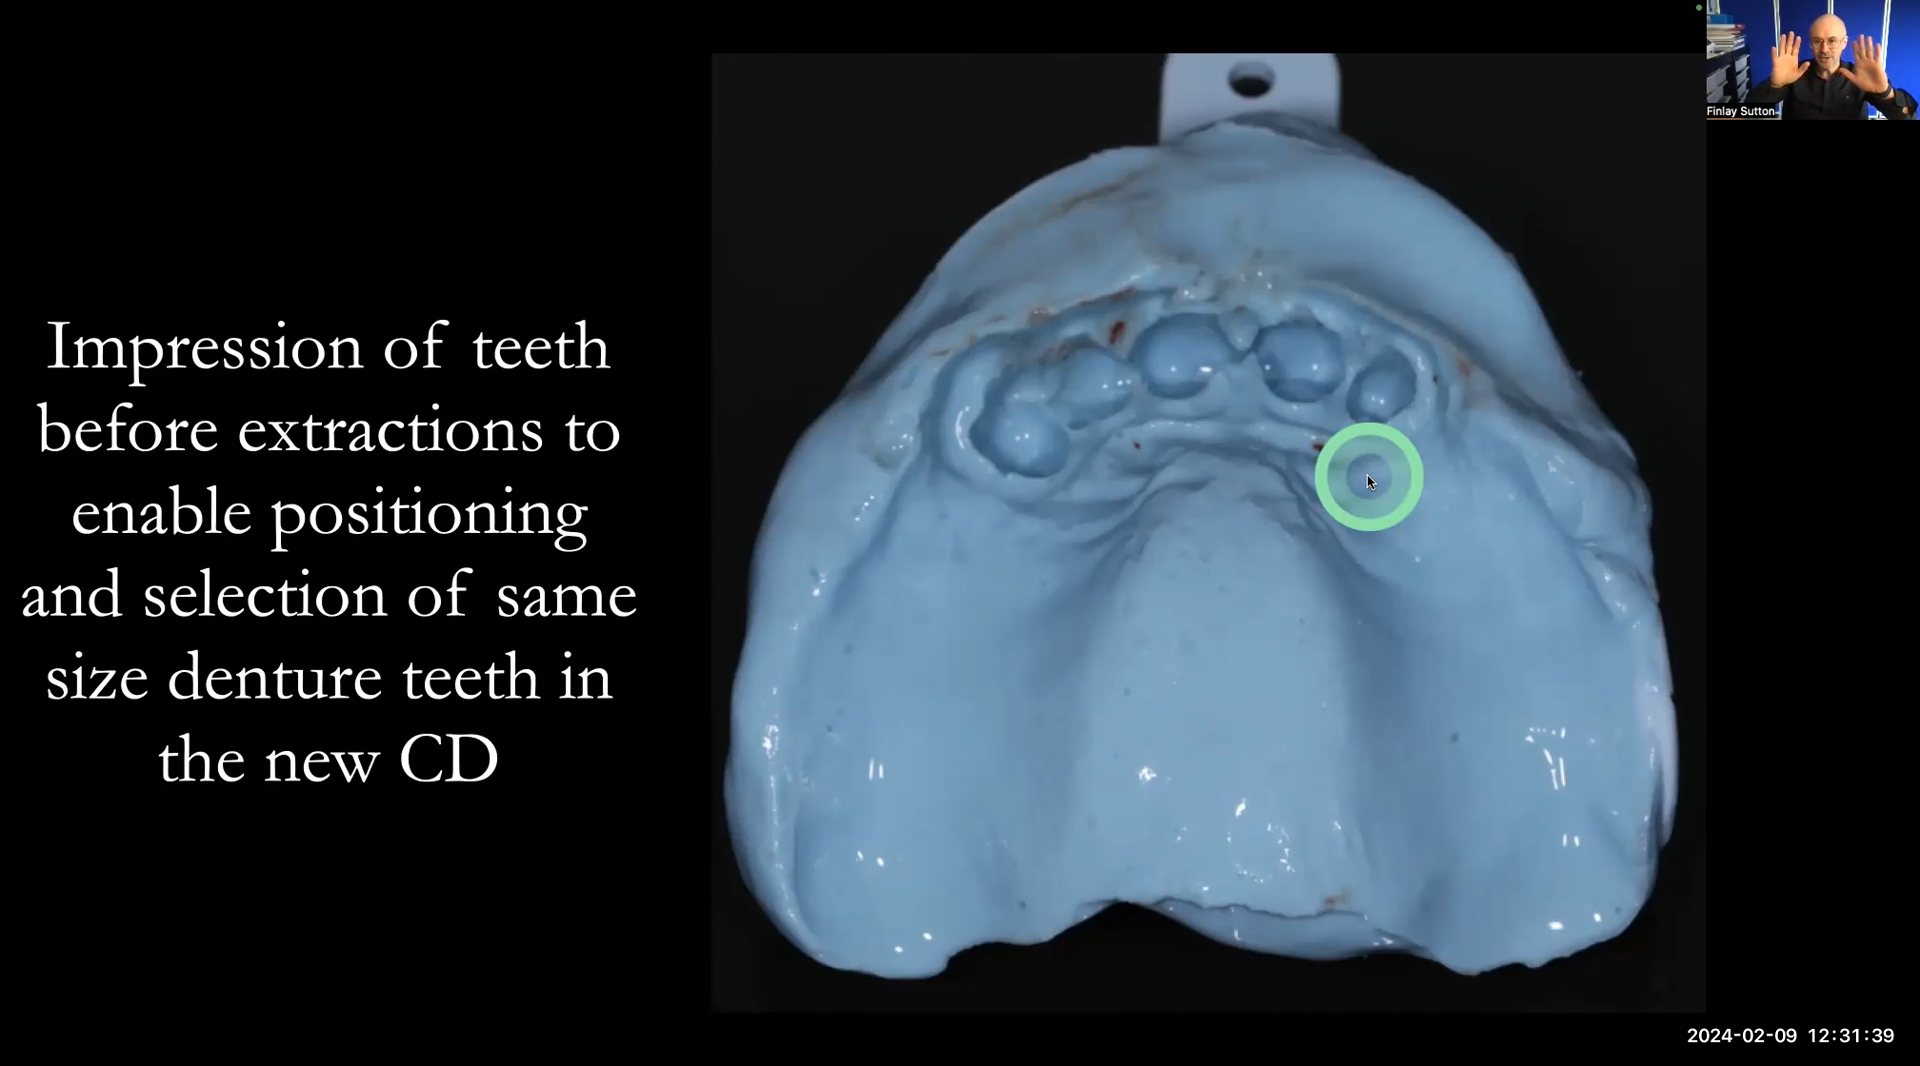 Finlay Sutton
Impression of teeth
before extractions to
enable positioning
and selection of same
size denture teeth in
the new CD
2024-02-09 12:31:39